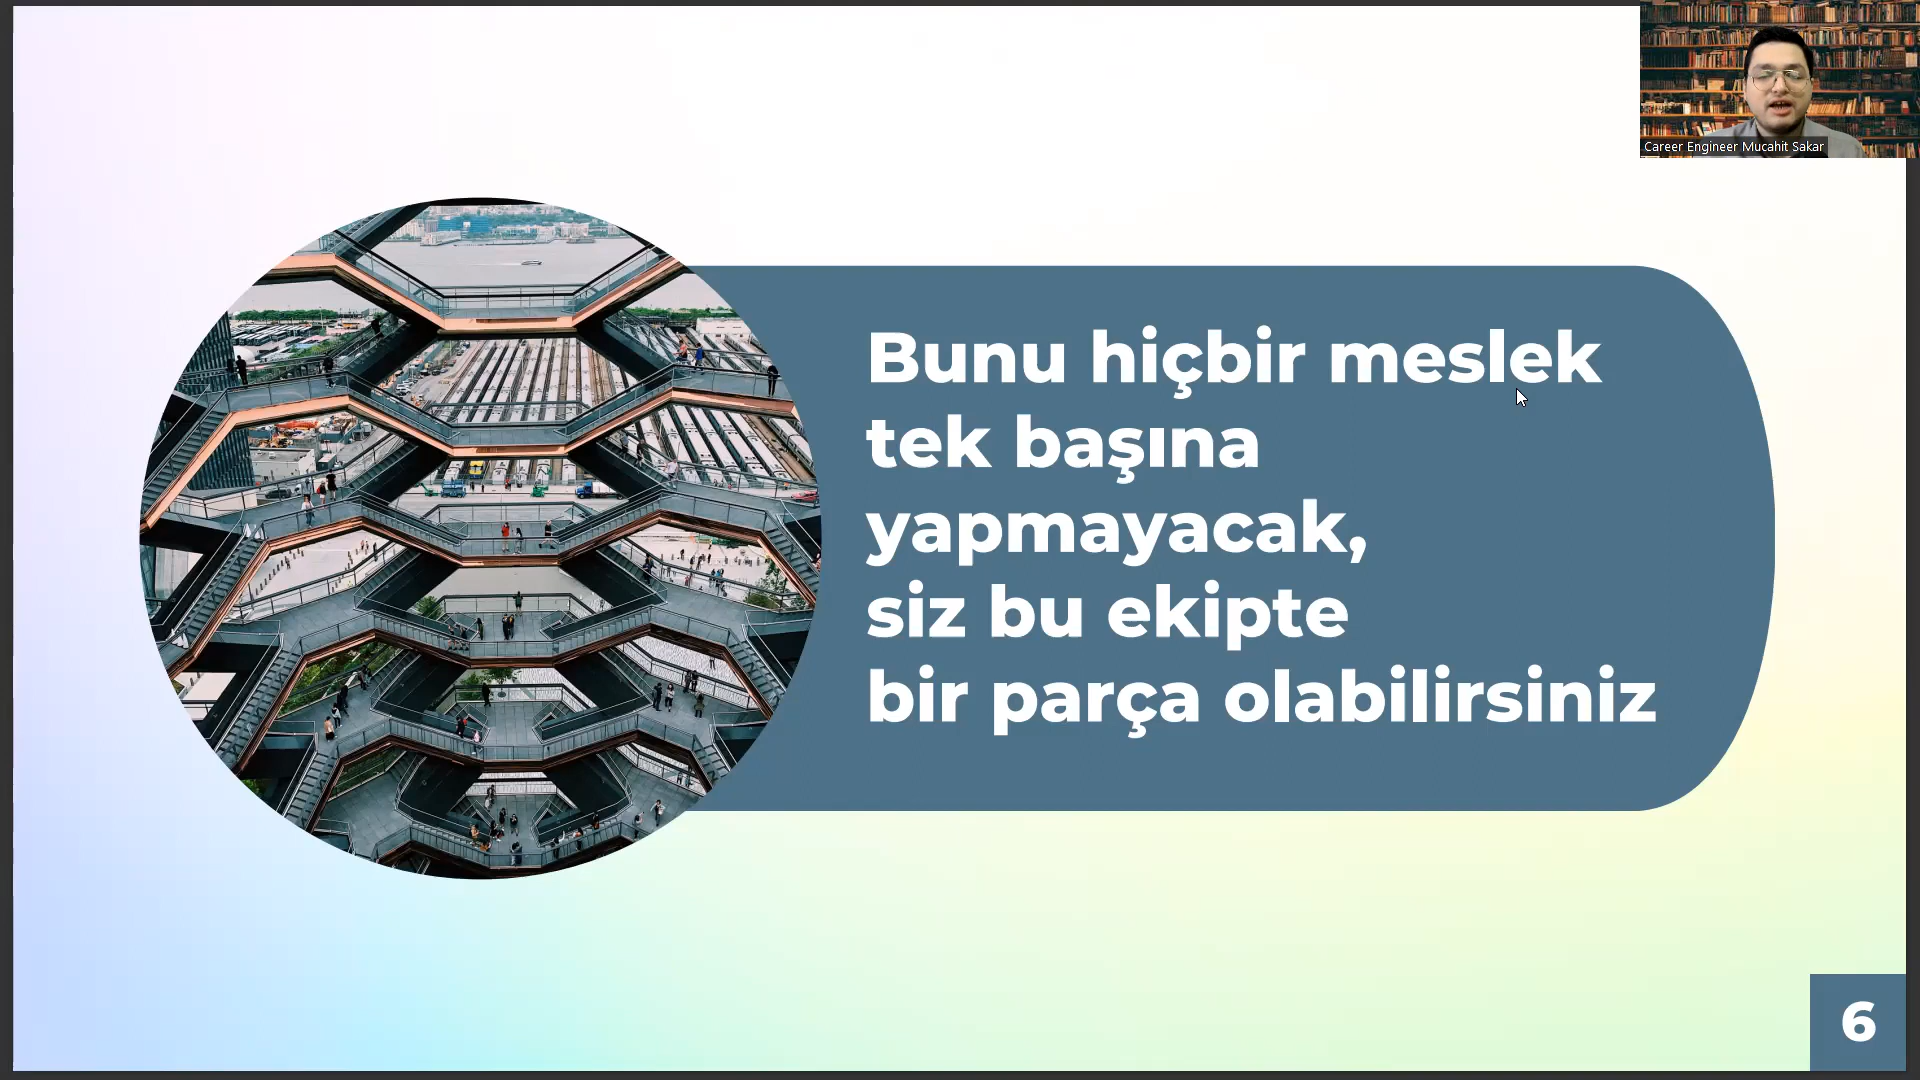 Career Engineer Mucahit Sakar
Bunu hiçbir meslek
tek başına
yapmayacak,
siz bu ekipte
bir parça olabilirsiniz
6